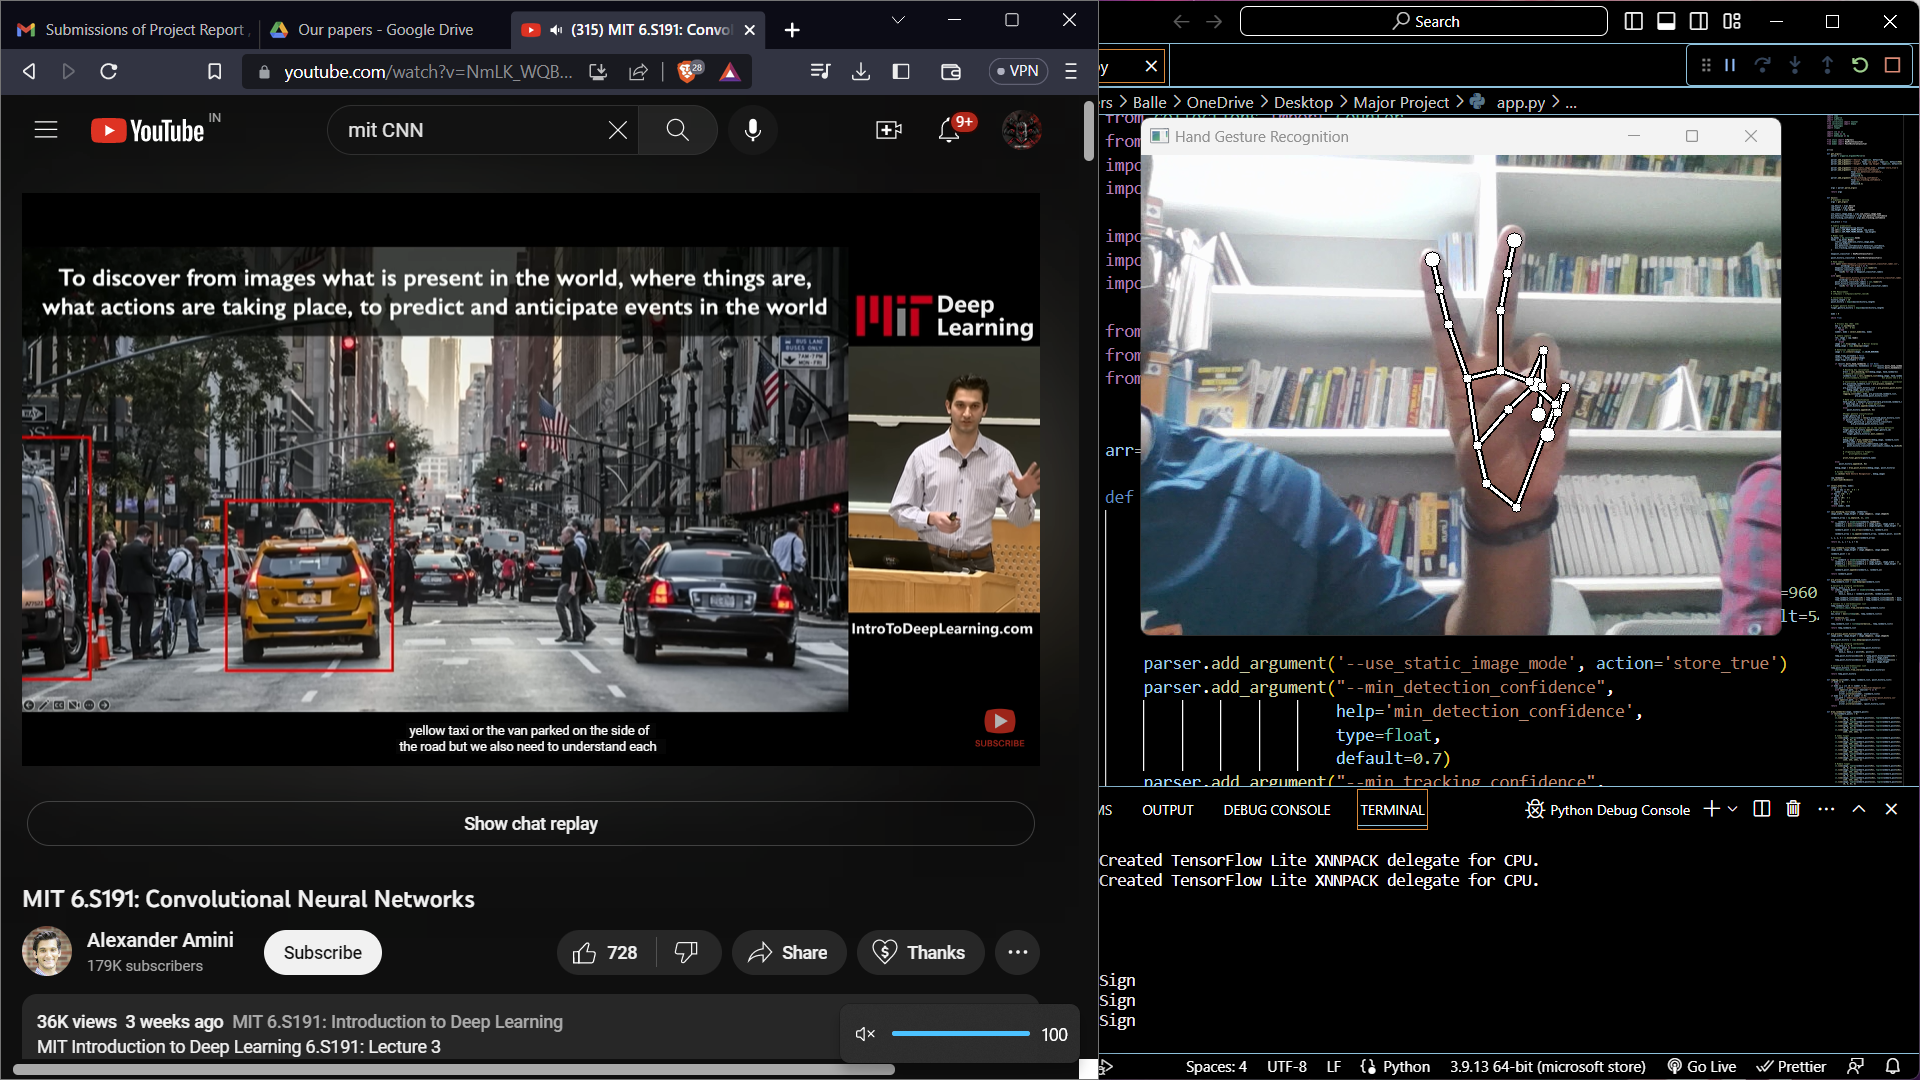 Submissions of Project Report
Our papers - Google Drive
(315) MIT 6.S191: Convol
youtube.com/watch?v=NmLK_WQB...
28
VPN
YouTube IN
mit CNN
9+
To discover from images what is present in the world, where things are,
what actions are taking place, to predict and anticipate events in the world
BUS LANE
BUSES ONLY
MIT Deep
Learning
IntroToDeepLearning.com
yellow taxi or the van parked on the side of
the road but we also need to understand each
SUBSCRIBE
Show chat replay
MIT 6.S191: Convolutional Neural Networks
Alexander Amini
179K subscribers
Subscribe
728
Share
Thanks
36K views 3 weeks ago MIT 6.S191: Introduction to Deep Learning
MIT Introduction to Deep Learning 6.S191: Lecture 3
100
Search
py
rs > Balle > OneDrive > Desktop > Major Project > app.py > ...
from collections import Counter
from
impo
impo
impo
impo
impo
from
from
from
arr=
def
Hand Gesture Recognition
=960
lt=54
parser.add_argument('--use_static_image_mode', action='store_true')
parser.add_argument("--min_detection_confidence",
help='min_detection_confidence',
type=float,
default=0.7)
parser.add_argument("--min_tracking_confidence",
MS
OUTPUT
DEBUG CONSOLE
TERMINAL
Python Debug Console
Created TensorFlow Lite XNNPACK delegate for CPU.
Created TensorFlow Lite XNNPACK delegate for CPU.
Sign
Sign
Sign
Spaces: 4
UTF-8
LF
Python
3.9.13 64-bit (microsoft store)
Go Live
Prettier